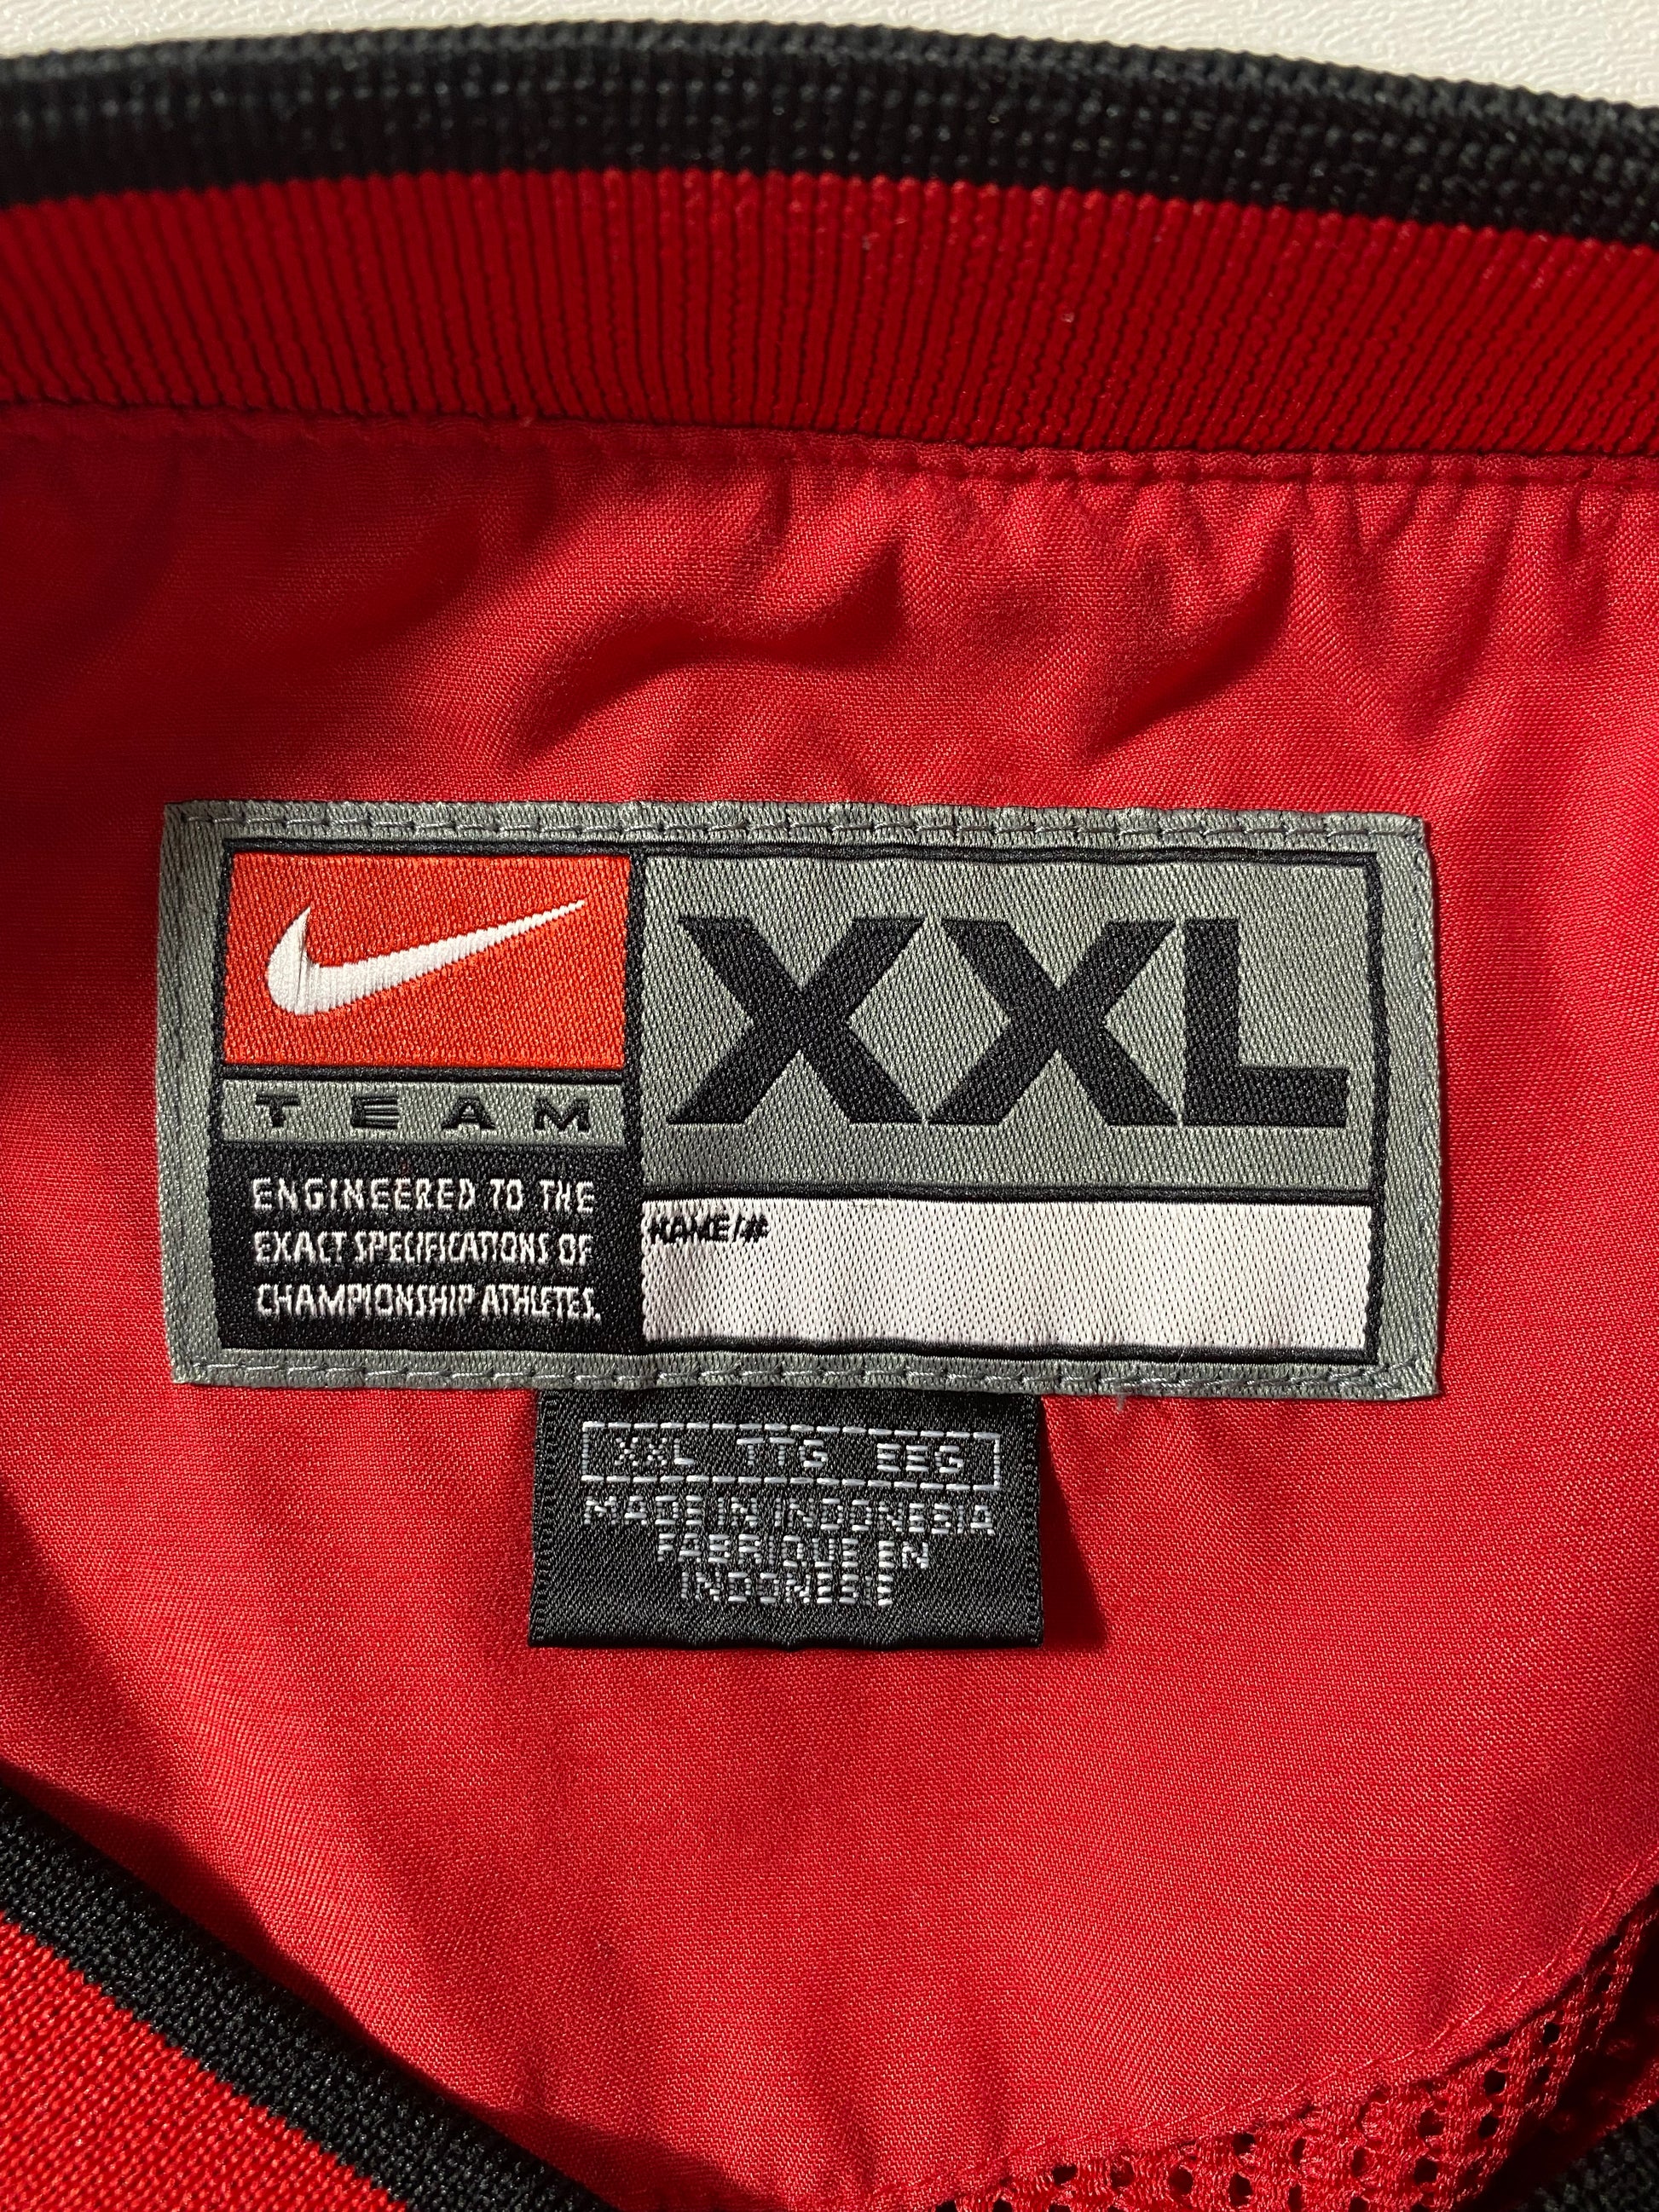 XXL
TEAM
ENGINEERED TO THE
EXACT SPECIFICATIONS OF
CHAMPIONSHIP ATHLETES.
NAME/#
XXL TTG EEG
MADE IN INDONESIA
FABRIQUE EN
INDONESIE